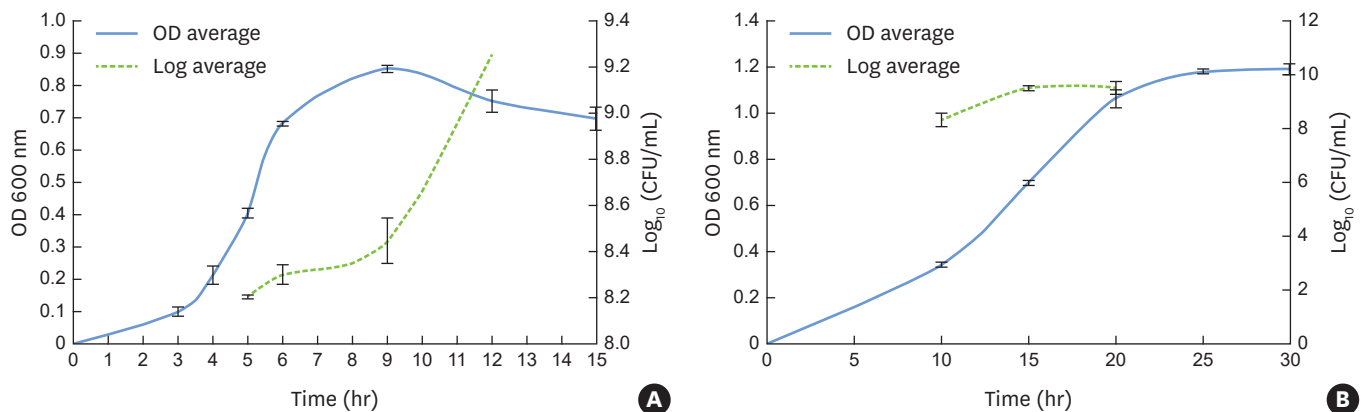 OD average
Log average
1.0
0.9
0.8
0.7
0.6
0.5
0.4
0.3
0.2
0.1
0
OD 600 nm
9.4
9.2
9.0
8.8
8.6
8.4
8.2
8.0
Log₁₀ (CFU/mL)
0 1 2 3 4 5 6 7 8 9 10 11 12 13 14 15
Time (hr)
A
OD average
Log average
1.4
1.2
1.0
0.8
0.6
0.4
0.2
0
OD 600 nm
12
10
8
6
4
2
0
Log₁₀ (CFU/mL)
0 5 10 15 20 25 30
Time (hr)
B